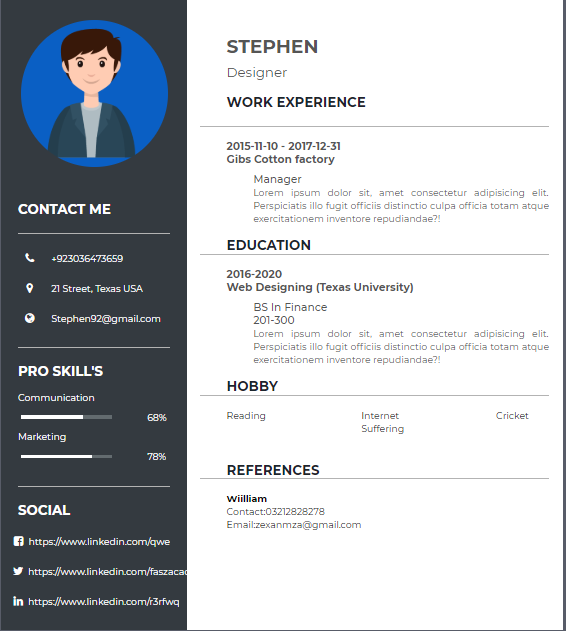 CONTACT ME
+923036473659
21 Street, Texas USA
Stephen92@gmail.com
PRO SKILL'S
Communication
68%
Marketing
78%
SOCIAL
https://www.linkedin.com/qwe
https://www.linkedin.com/faszacac
https://www.linkedin.com/r3rfwq
STEPHEN
Designer
WORK EXPERIENCE
2015-11-10 - 2017-12-31
Gibs Cotton factory
Manager
Lorem ipsum dolor sit, amet consectetur adipisicing elit.
Perspiciatis illo fugit officiis distinctio culpa officia totam atque
exercitationem inventore repudiandae?!
EDUCATION
2016-2020
Web Designing (Texas University)
BS In Finance
201-300
Lorem ipsum dolor sit, amet consectetur adipisicing elit.
Perspiciatis illo fugit officiis distinctio culpa officia totam atque
exercitationem inventore repudiandae?!
HOBBY
Reading
Internet
Suffering
Cricket
REFERENCES
Wiilliam
Contact:03212828278
Email:zexanmza@gmail.com